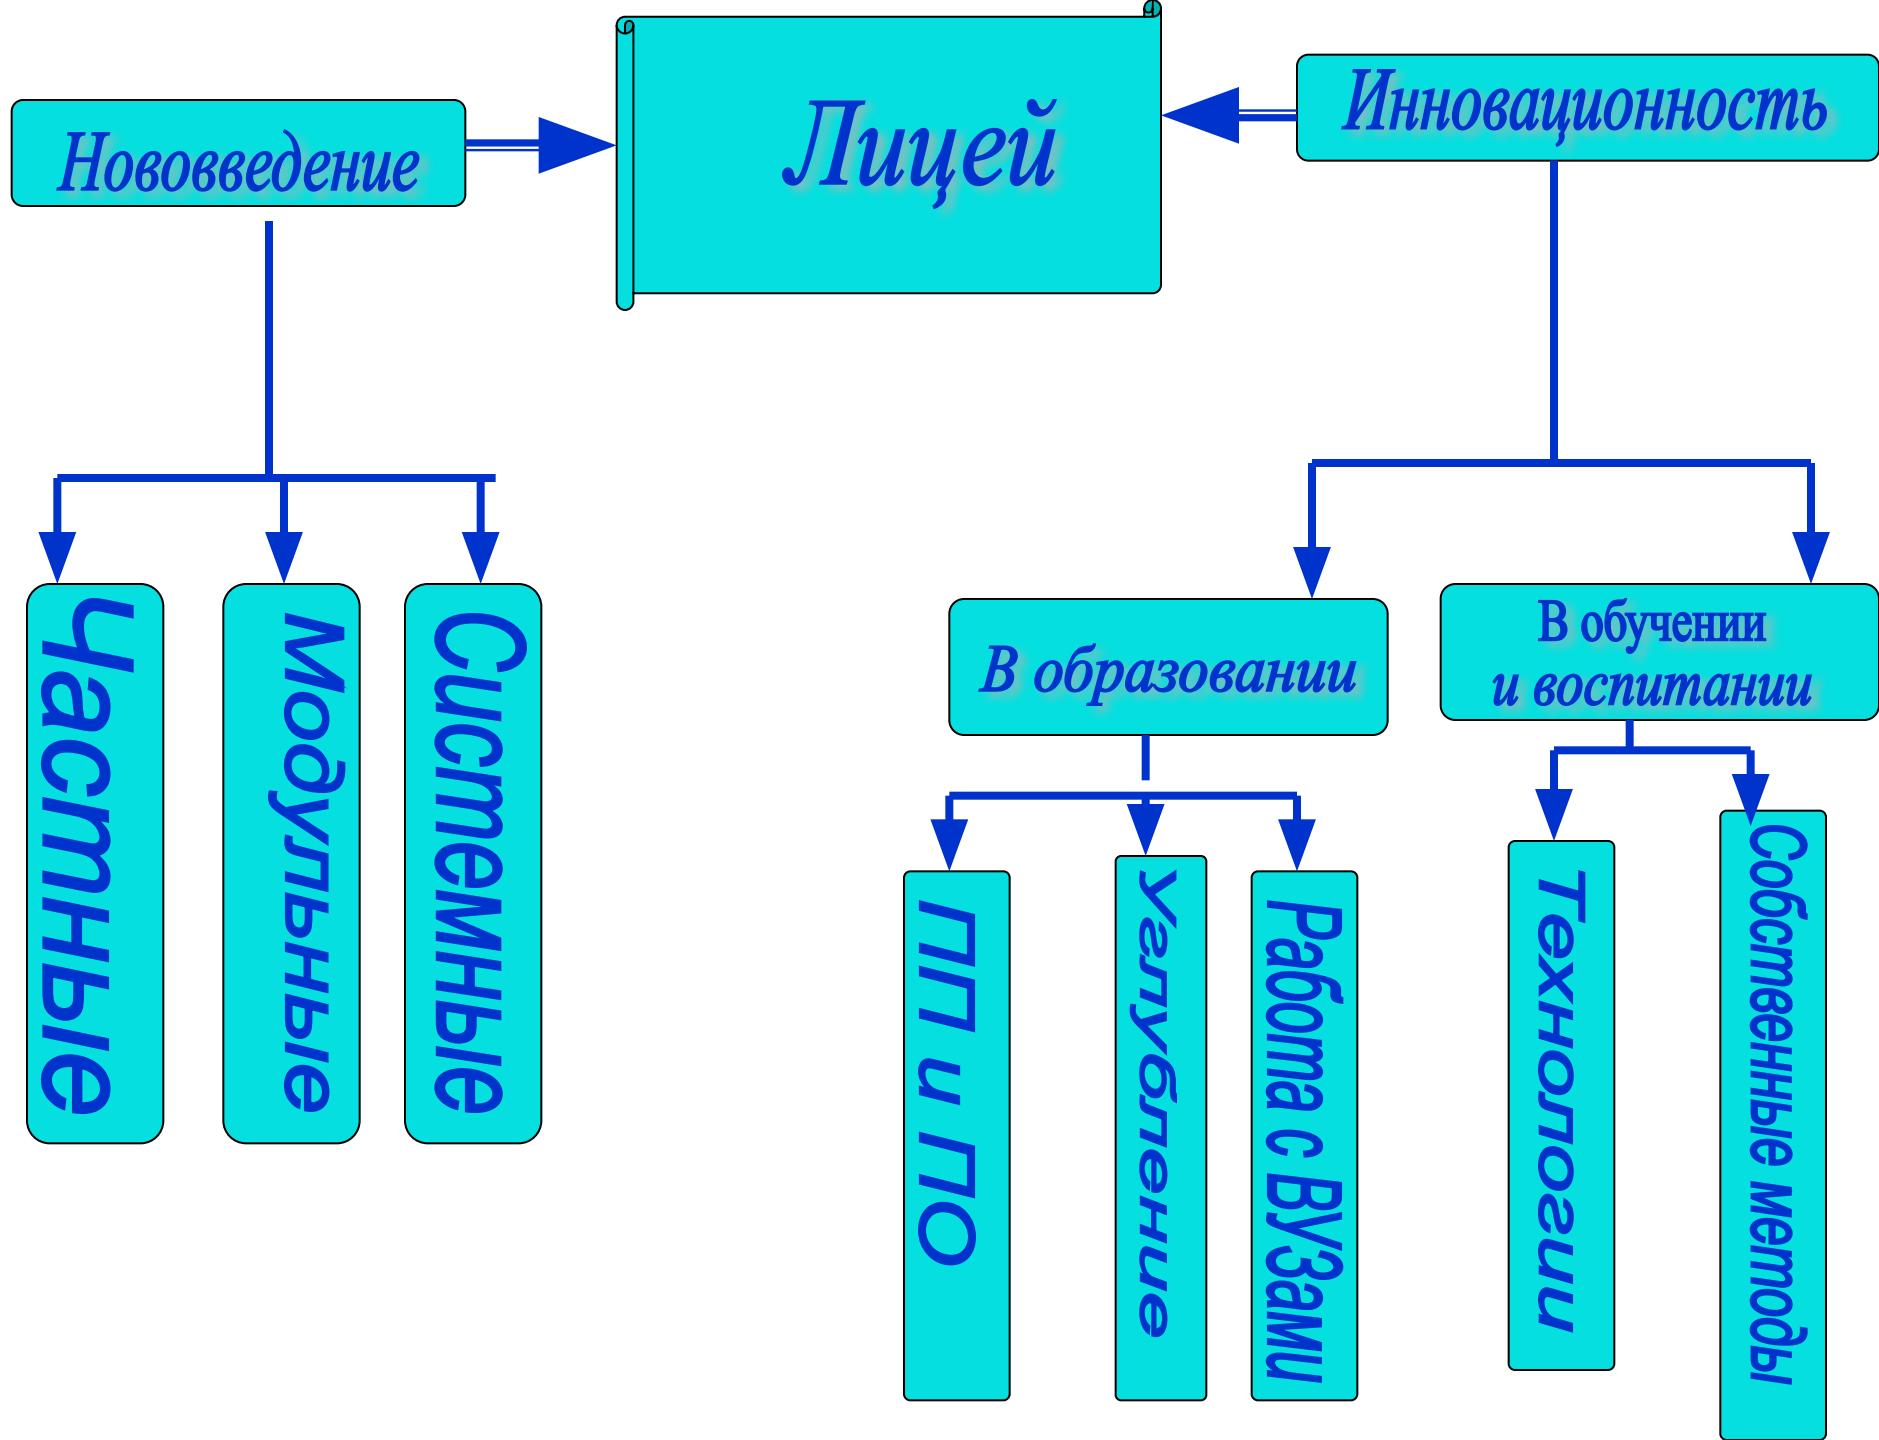 Лицей
Нововведение
Инновационность
Частные
Модульные
Системные
В образовании
В обучении
и воспитании
ПП и ПО
Углубление
Работа с ВУЗами
Технологии
Собственные методы